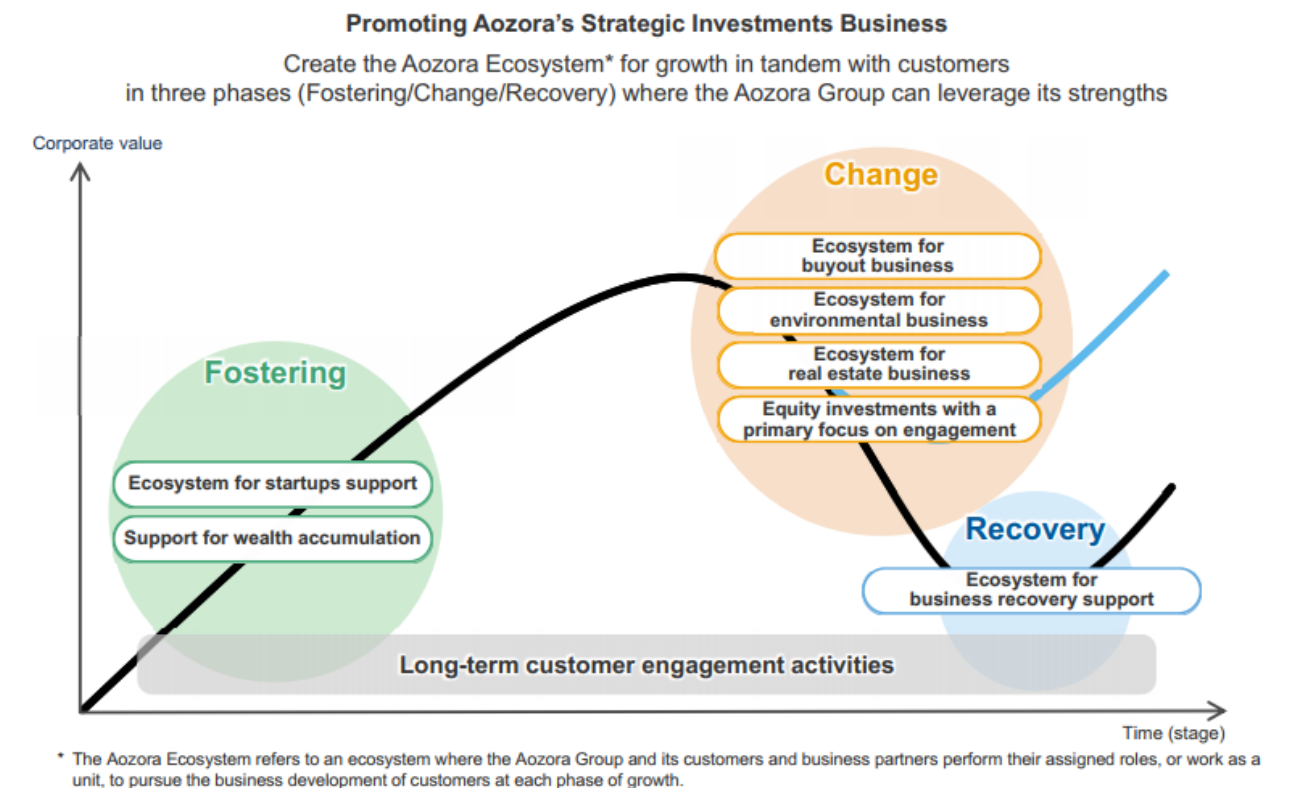 Promoting Aozora's Strategic Investments Business
Create the Aozora Ecosystem* for growth in tandem with customers
in three phases (Fostering/Change/Recovery) where the Aozora Group can leverage its strengths
Corporate value
Change
Ecosystem for
buyout business
Ecosystem for
environmental business
Ecosystem for
real estate business
Equity investments with a
primary focus on engagement
Fostering
Ecosystem for startups support
Support for wealth accumulation
Recovery
Ecosystem for
business recovery support
Long-term customer engagement activities
Time (stage)
* The Aozora Ecosystem refers to an ecosystem where the Aozora Group and its customers and business partners perform their assigned roles, or work as a
unit, to pursue the business development of customers at each phase of growth.